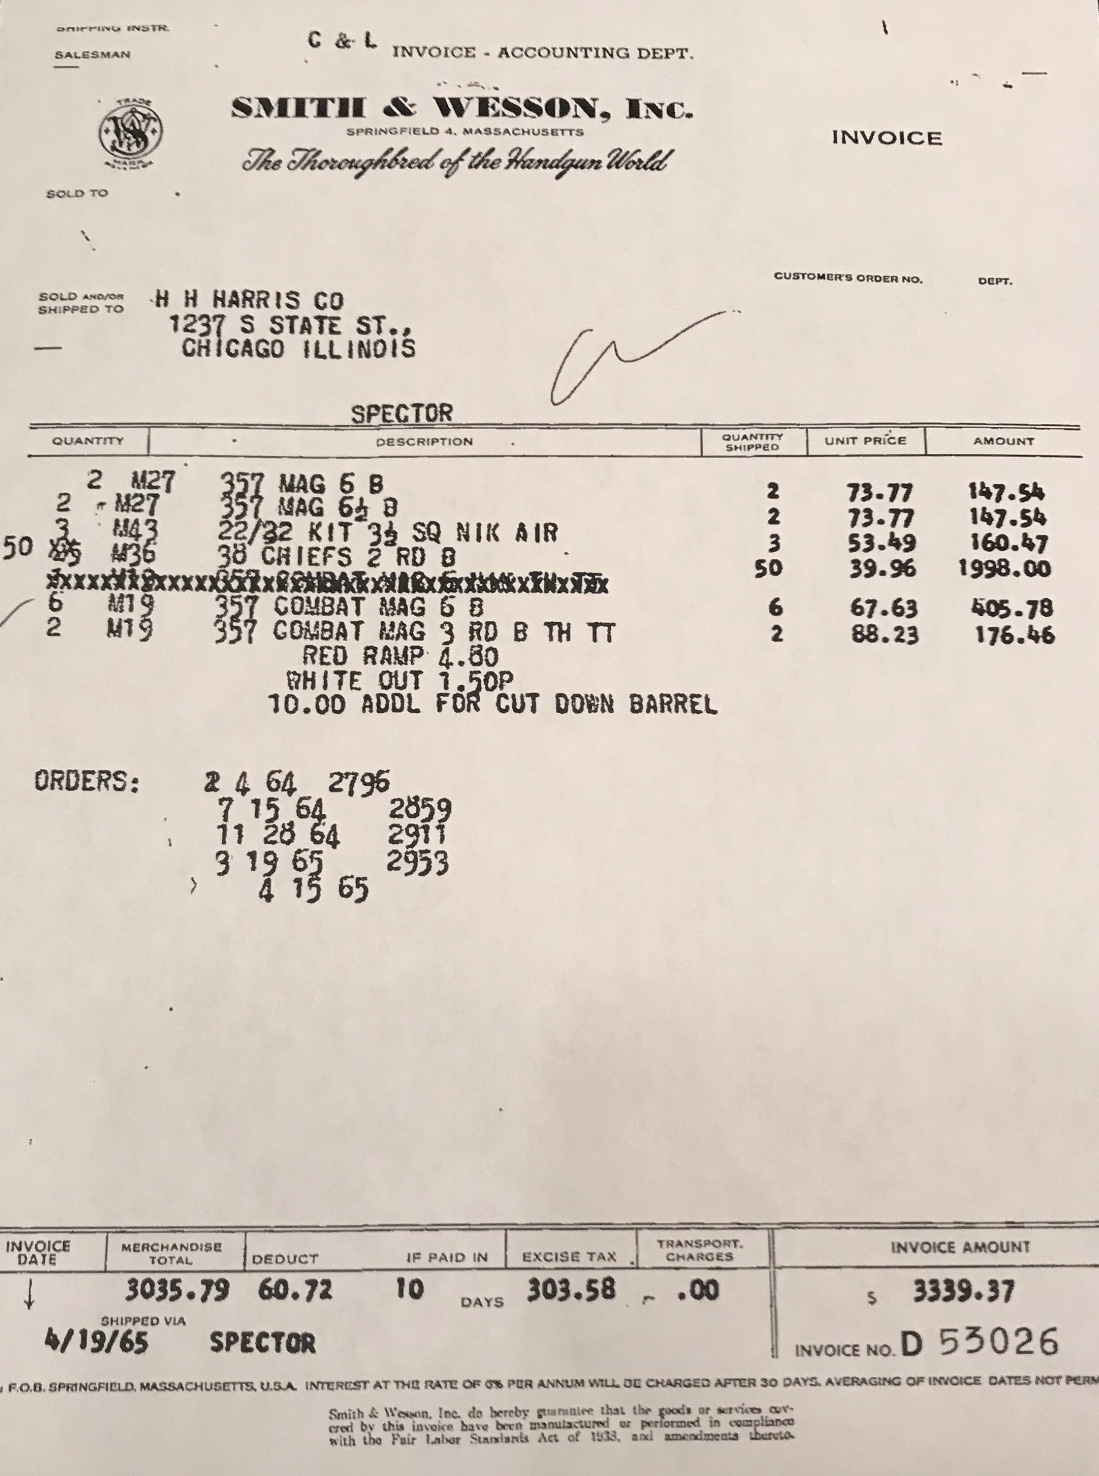 SHIPPING INSTR.
SALESMAN
C & L INVOICE - ACCOUNTING DEPT.
SMITH & WESSON, INC.
SPRINGFIELD 4, MASSACHUSETTS
The Thoroughbred of the Handgun World
INVOICE
TRADE
MARK
SOLD TO
CUSTOMER'S ORDER NO. DEPT.
SOLD AND/OR
SHIPPED TO
H H HARRIS CO
1237 S STATE ST.,
CHICAGO ILLINOIS
SPECTOR
QUANTITY DESCRIPTION QUANTITY SHIPPED UNIT PRICE AMOUNT
2 M27 357 MAG 6 B 2 73.77 147.54
2 - M27 357 MAG 6½ B 2 73.77 147.54
3 M43 22/32 KIT 3½ SQ NIK AIR 3 53.49 160.47
50 M36 38 CHIEFS 2 RD B 50 39.96 1998.00
6 M19 357 COMBAT MAG 6 B 6 67.63 405.78
2 M19 357 COMBAT MAG 3 RD B TH TT 2 88.23 176.46
RED RAMP 4.80
WHITE OUT 1.50P
10.00 ADDL FOR CUT DOWN BARREL
ORDERS: 2 4 64 2796
7 15 64 2859
11 28 64 2911
3 19 65 2953
4 15 65
INVOICE DATE MERCHANDISE TOTAL DEDUCT IF PAID IN EXCISE TAX TRANSPORT. CHARGES INVOICE AMOUNT
3035.79 60.72 10 DAYS 303.58 .00 $ 3339.37
SHIPPED VIA
4/19/65 SPECTOR INVOICE NO. D 53026
F.O.B. SPRINGFIELD, MASSACHUSETTS, U.S.A. INTEREST AT THE RATE OF 6% PER ANNUM WILL BE CHARGED AFTER 30 DAYS. AVERAGING OF INVOICE DATES NOT PERM
Smith & Wesson, Inc. do hereby guarantee that the goods or services cov-
ered by this invoice have been manufactured or performed in compliance
with the Fair Labor Standards Act of 1938, and amendments thereto.